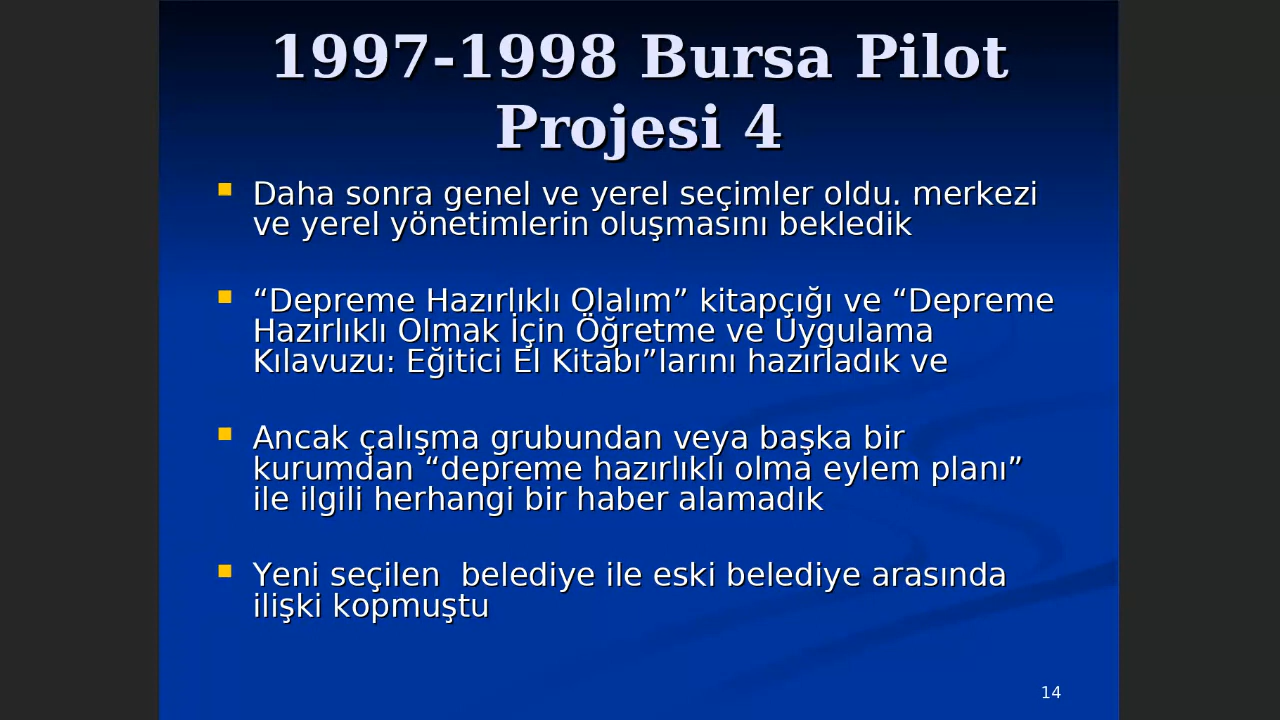 1997-1998 Bursa Pilot
Projesi 4
Daha sonra genel ve yerel seçimler oldu. merkezi
ve yerel yönetimlerin oluşmasını bekledik
“Depreme Hazırlıklı Olalım” kitapçığı ve “Depreme
Hazırlıklı Olmak İçin Öğretme ve Uygulama
Kılavuzu: Eğitici El Kitabı”larını hazırladık ve
Ancak çalışma grubundan veya başka bir
kurumdan “depreme hazırlıklı olma eylem planı”
ile ilgili herhangi bir haber alamadık
Yeni seçilen  belediye ile eski belediye arasında
ilişki kopmuştu
14